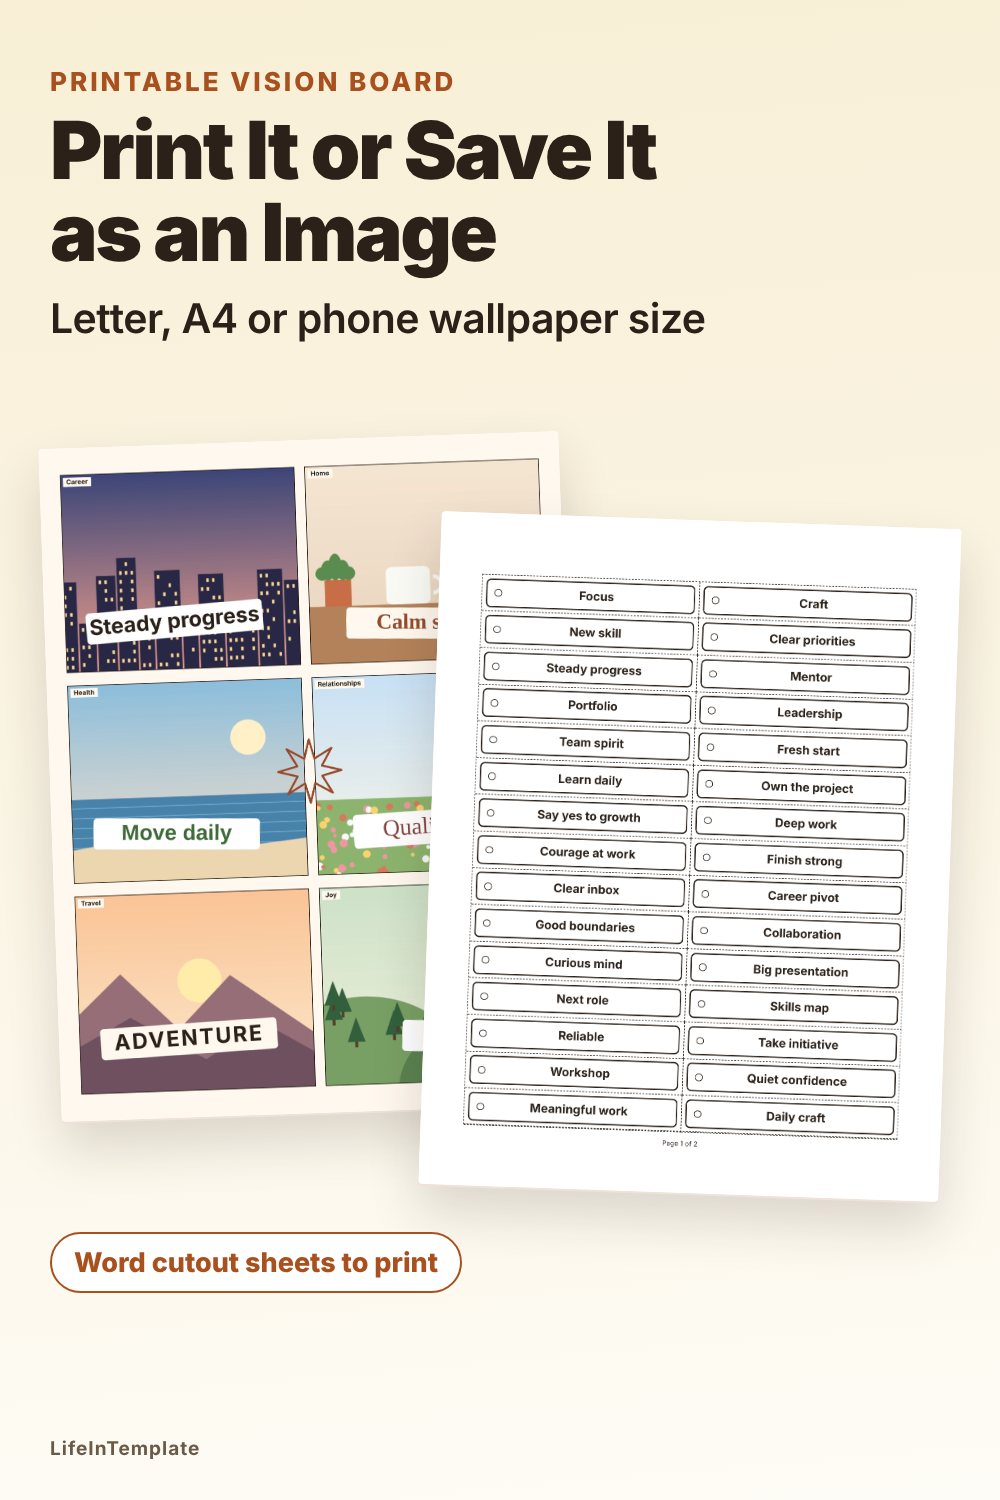 PRINTABLE VISION BOARD
Print It or Save It
as an Image
Letter, A4 or phone wallpaper size
Career
Steady progress
Home
Calm s
Health
Move daily
Relationships
Quali
Travel
ADVENTURE
Joy
Focus
Craft
New skill
Clear priorities
Steady progress
Mentor
Portfolio
Leadership
Team spirit
Fresh start
Learn daily
Own the project
Say yes to growth
Deep work
Courage at work
Finish strong
Clear inbox
Career pivot
Good boundaries
Collaboration
Curious mind
Big presentation
Next role
Skills map
Reliable
Take initiative
Workshop
Quiet confidence
Meaningful work
Daily craft
Page 1 of 2
Word cutout sheets to print
LifeInTemplate